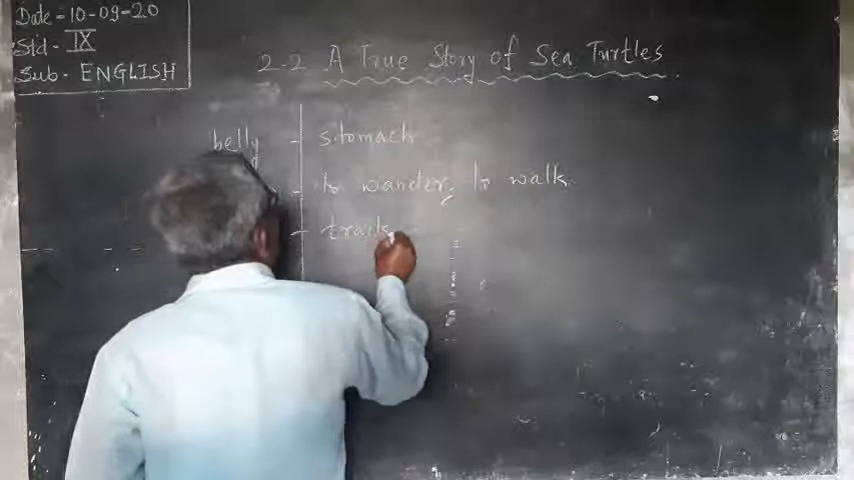 Date = 10-09-20
Std - IX
Sub - ENGLISH
2.2 A True Story of Sea Turtles
belly - stomach
- to wander, to walk
-